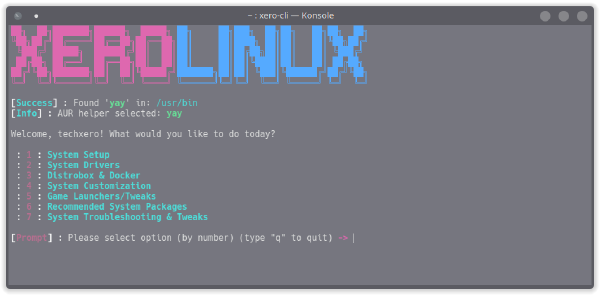 ~ : xero-cli — Konsole
XEROLINUX
[Success] : Found 'yay' in: /usr/bin
[Info] : AUR helper selected: yay
Welcome, techxero! What would you like to do today?
: 1 : System Setup
: 2 : System Drivers
: 3 : Distrobox & Docker
: 4 : System Customization
: 5 : Game Launchers/Tweaks
: 6 : Recommended System Packages
: 7 : System Troubleshooting & Tweaks
[Prompt] : Please select option (by number) (type "q" to quit) ->